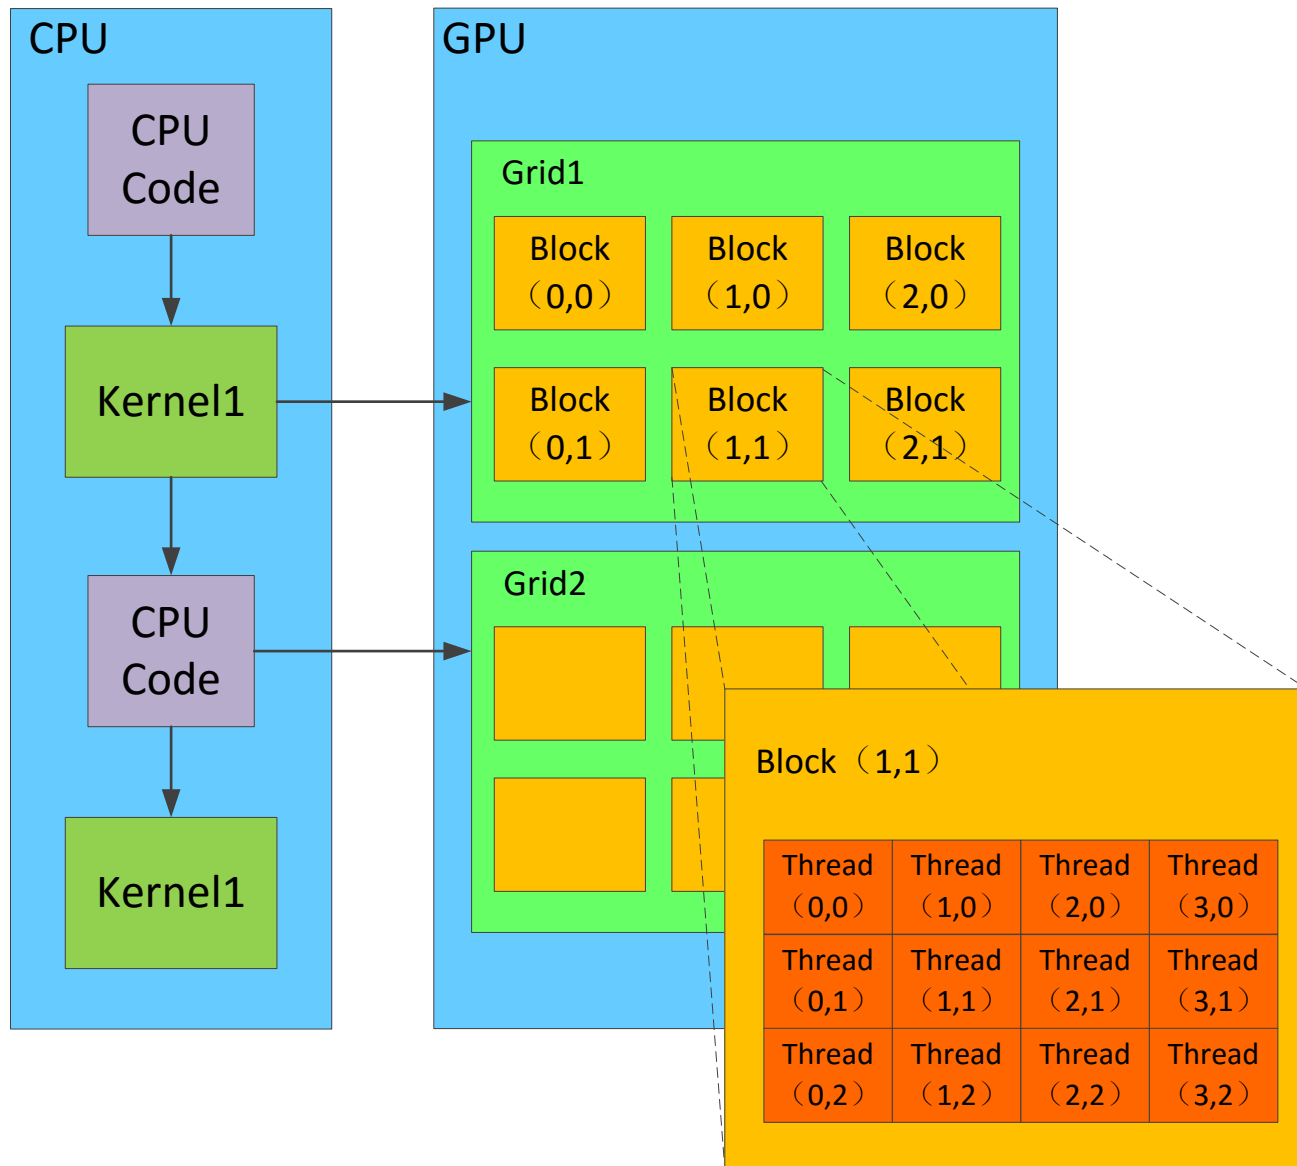 CPU
CPU
Code
Kernel1
CPU
Code
Kernel1
GPU
Grid1
Block
（0,0）
Block
（1,0）
Block
（2,0）
Block
（0,1）
Block
（1,1）
Block
（2,1）
Grid2
Block（1,1）
Thread
（0,0）
Thread
（1,0）
Thread
（2,0）
Thread
（3,0）
Thread
（0,1）
Thread
（1,1）
Thread
（2,1）
Thread
（3,1）
Thread
（0,2）
Thread
（1,2）
Thread
（2,2）
Thread
（3,2）